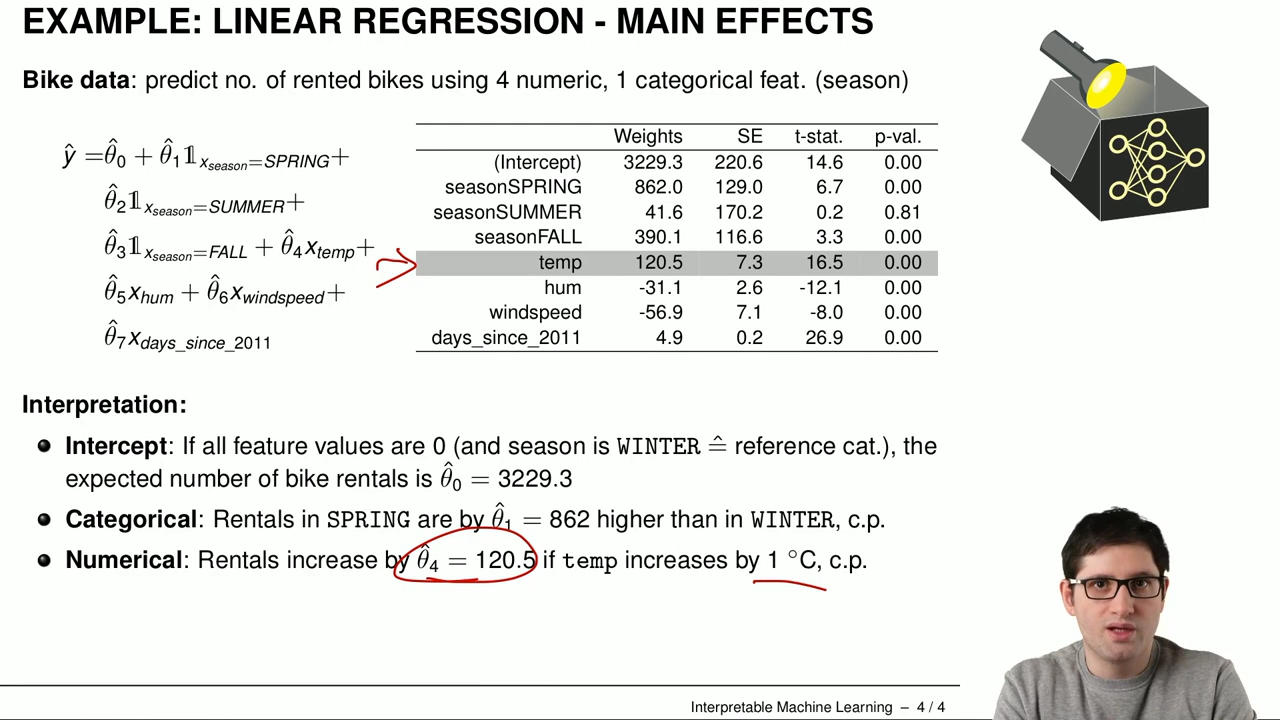 EXAMPLE: LINEAR REGRESSION - MAIN EFFECTS
Bike data: predict no. of rented bikes using 4 numeric, 1 categorical feat. (season)
ŷ = θ̂₀ + θ̂₁𝟙 x_season=SPRING +
θ̂₂𝟙 x_season=SUMMER +
θ̂₃𝟙 x_season=FALL + θ̂₄x_temp +
θ̂₅x_hum + θ̂₆x_windspeed +
θ̂₇x_days_since_2011
Weights SE t-stat. p-val.
(Intercept) 3229.3 220.6 14.6 0.00
seasonSPRING 862.0 129.0 6.7 0.00
seasonSUMMER 41.6 170.2 0.2 0.81
seasonFALL 390.1 116.6 3.3 0.00
temp 120.5 7.3 16.5 0.00
hum -31.1 2.6 -12.1 0.00
windspeed -56.9 7.1 -8.0 0.00
days_since_2011 4.9 0.2 26.9 0.00
Interpretation:
Intercept: If all feature values are 0 (and season is WINTER ≙ reference cat.), the
expected number of bike rentals is θ̂₀ = 3229.3
Categorical: Rentals in SPRING are by θ̂₁ = 862 higher than in WINTER, c.p.
Numerical: Rentals increase by θ̂₄ = 120.5 if temp increases by 1 °C, c.p.
Interpretable Machine Learning – 4 / 4